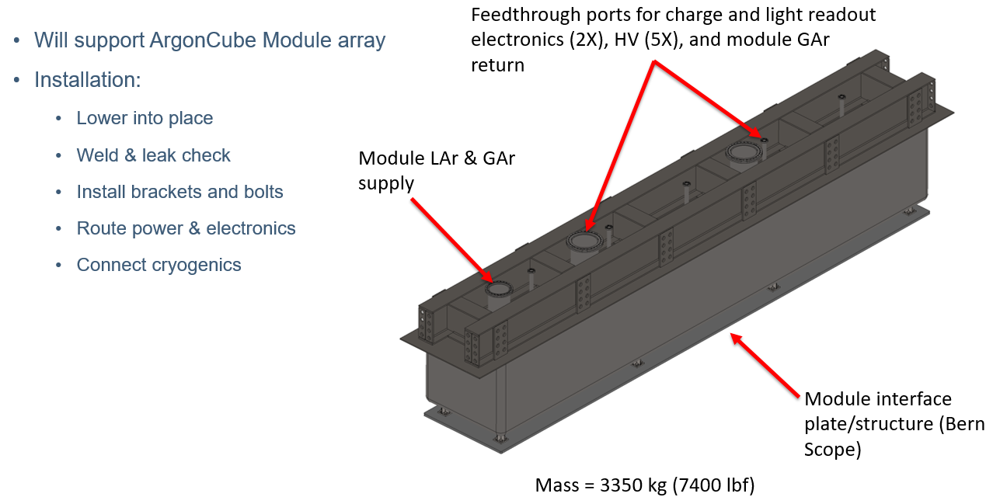 • Will support ArgonCube Module array
• Installation:
• Lower into place
• Weld & leak check
• Install brackets and bolts
• Route power & electronics
• Connect cryogenics
Feedthrough ports for charge and light readout
electronics (2X), HV (5X), and module GAr
return
Module LAr & GAr
supply
Module interface
plate/structure (Bern
Scope)
Mass = 3350 kg (7400 lbf)